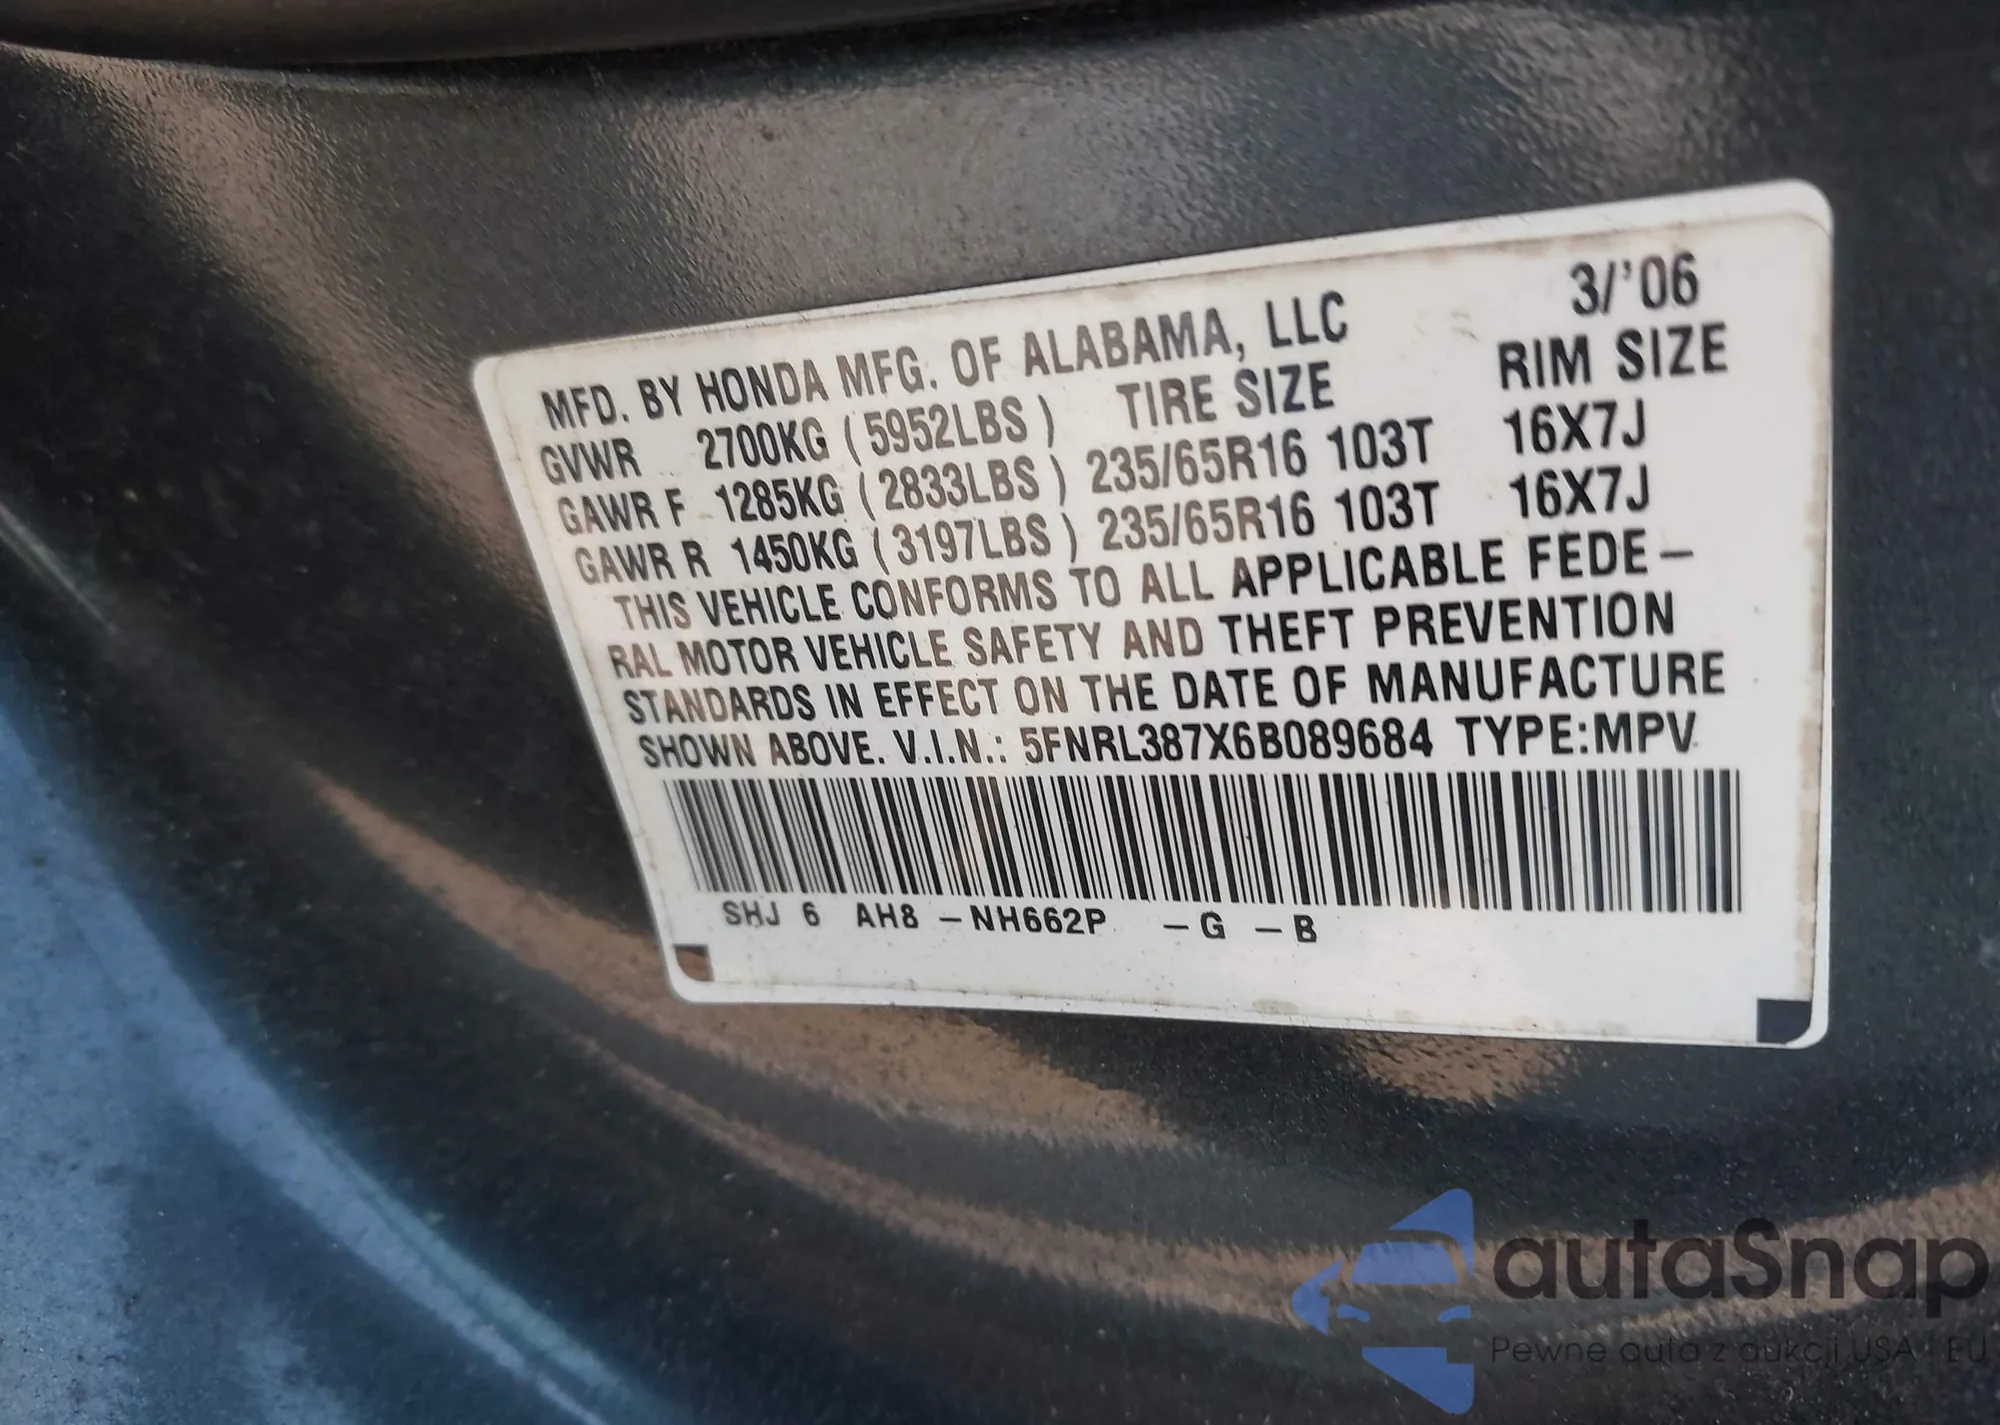 3/'06
MFD. BY HONDA MFG. OF ALABAMA, LLC
TIRE SIZE RIM SIZE
GVWR 2700KG (5952LBS) 
GAWR F 1285KG (2833LBS) 235/65R16 103T 16X7J
GAWR R 1450KG (3197LBS) 235/65R16 103T 16X7J
THIS VEHICLE CONFORMS TO ALL APPLICABLE FEDE-
RAL MOTOR VEHICLE SAFETY AND THEFT PREVENTION
STANDARDS IN EFFECT ON THE DATE OF MANUFACTURE
SHOWN ABOVE. V.I.N.: 5FNRL387X6B089684 TYPE:MPV
SHJ 6 AH8 -NH662P -G -B
autaSnap
Pewne auta z aukcji USA i EU